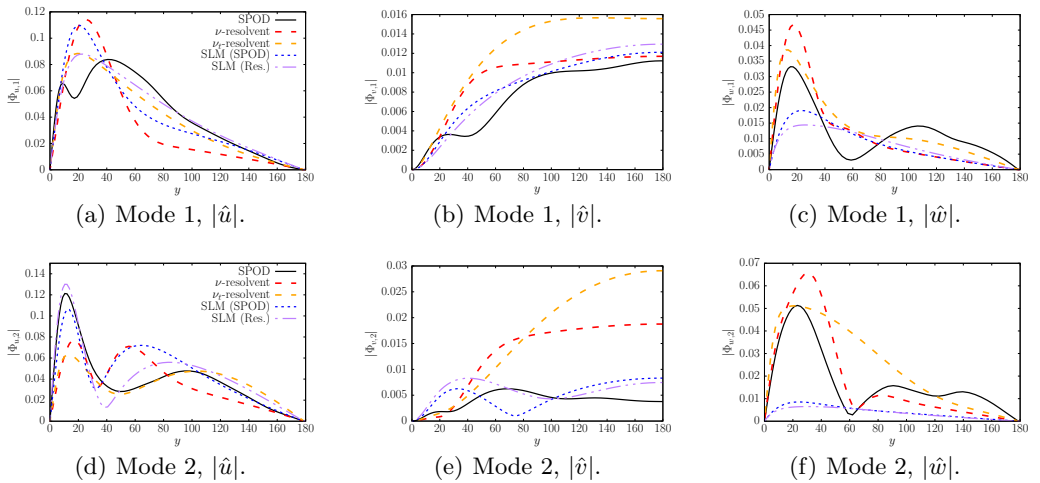 0.12
0.1
0.08
0.06
0.04
0.02
0
|Φu,1|
0 20 40 60 80 100 120 140 160 180
y
SPOD
ν-resolvent
νt-resolvent
SLM (SPOD)
SLM (Res.)
(a) Mode 1, |û|.
0.016
0.014
0.012
0.01
0.008
0.006
0.004
0.002
0
|Φv,1|
0 20 40 60 80 100 120 140 160 180
y
(b) Mode 1, |v̂|.
0.05
0.045
0.04
0.035
0.03
0.025
0.02
0.015
0.01
0.005
0
|Φw,1|
0 20 40 60 80 100 120 140 160 180
y
(c) Mode 1, |ŵ|.
0.14
0.12
0.1
0.08
0.06
0.04
0.02
0
|Φu,2|
0 20 40 60 80 100 120 140 160 180
y
SPOD
ν-resolvent
νt-resolvent
SLM (SPOD)
SLM (Res.)
(d) Mode 2, |û|.
0.03
0.025
0.02
0.015
0.01
0.005
0
|Φv,2|
0 20 40 60 80 100 120 140 160 180
y
(e) Mode 2, |v̂|.
0.07
0.06
0.05
0.04
0.03
0.02
0.01
0
|Φw,2|
0 20 40 60 80 100 120 140 160 180
y
(f) Mode 2, |ŵ|.